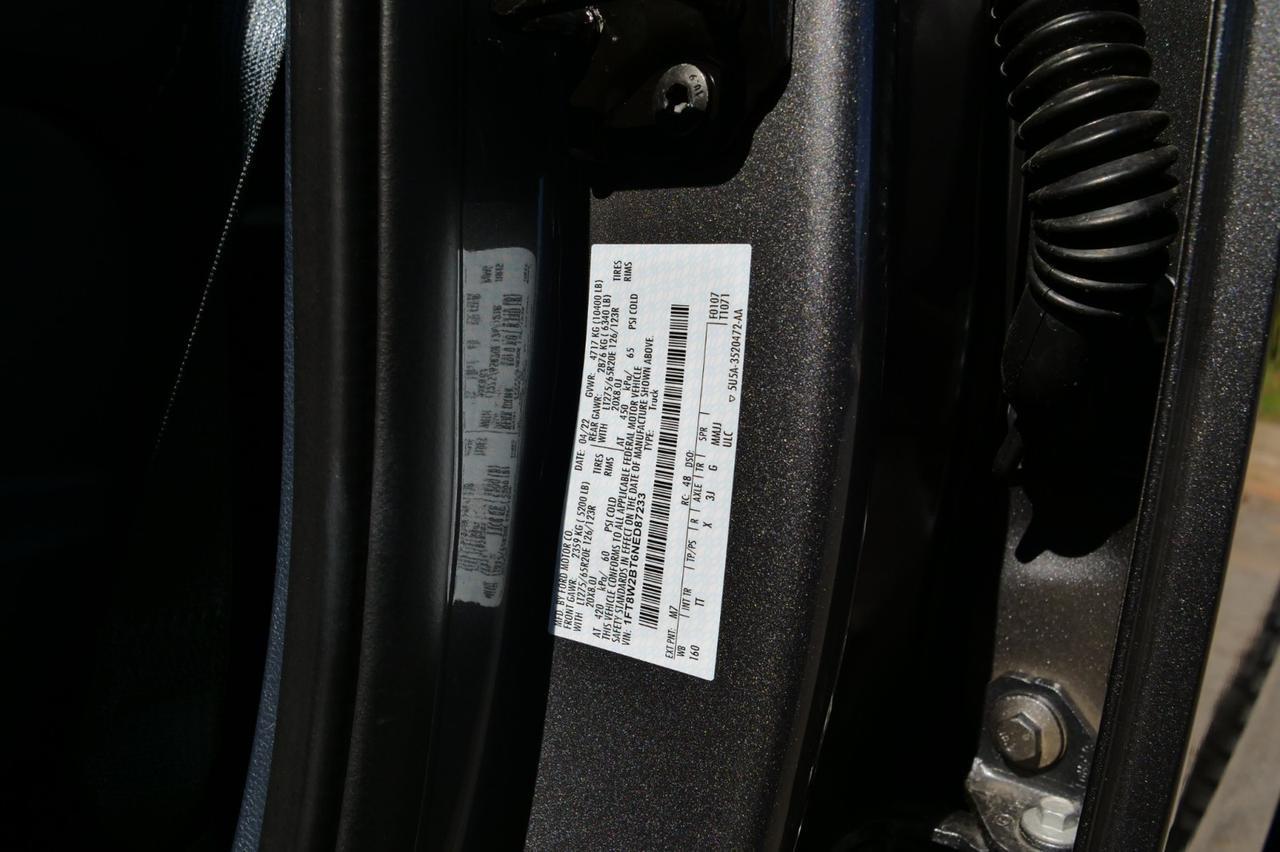 MFD. BY FORD MOTOR CO.
DATE: 04/22 GVWR: 4717 KG (10400 LB)
FRONT GAWR: 2359 KG (5200 LB) REAR GAWR: 2876 KG (6340 LB)
WITH LT275/65R20E 126/123R TIRES WITH LT275/65R20E 126/123R TIRES
20X8.0J RIMS 20X8.0J RIMS
AT 420 kPa/ 60 PSI COLD AT 450 kPa/ 65 PSI COLD
THIS VEHICLE CONFORMS TO ALL APPLICABLE FEDERAL MOTOR VEHICLE
SAFETY STANDARDS IN EFFECT ON THE DATE OF MANUFACTURE SHOWN ABOVE.
VIN: 1FT8W2BT6NED87233 TYPE: Truck
EXT PNT: M7 RC: 48 DSO: F0107
WB INT TR TP/PS R AXLE TR SPR T1071
160 TT X 3J G MMUJ
ULC
▽ 5U5A-3520472-AA
10.9